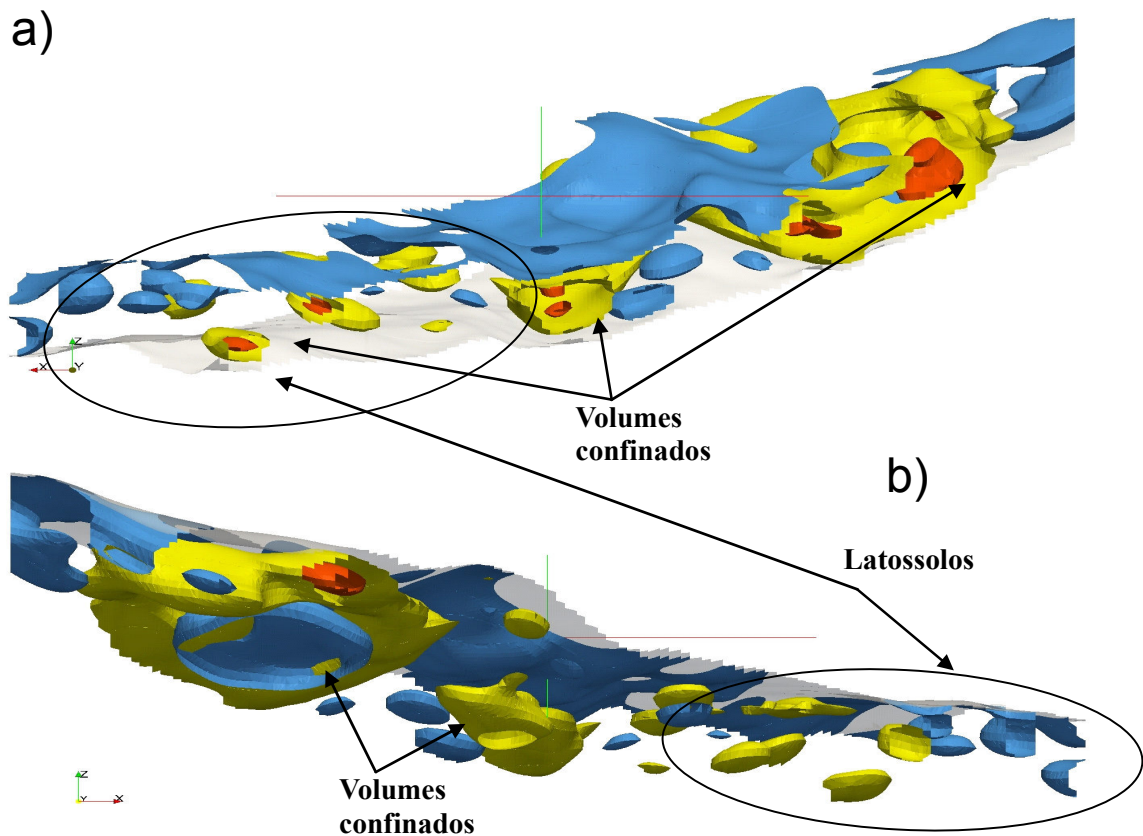 a)
Z
X
Y
Volumes
confinados
b)
Latossolos
Z
Y
X
Volumes
confinados